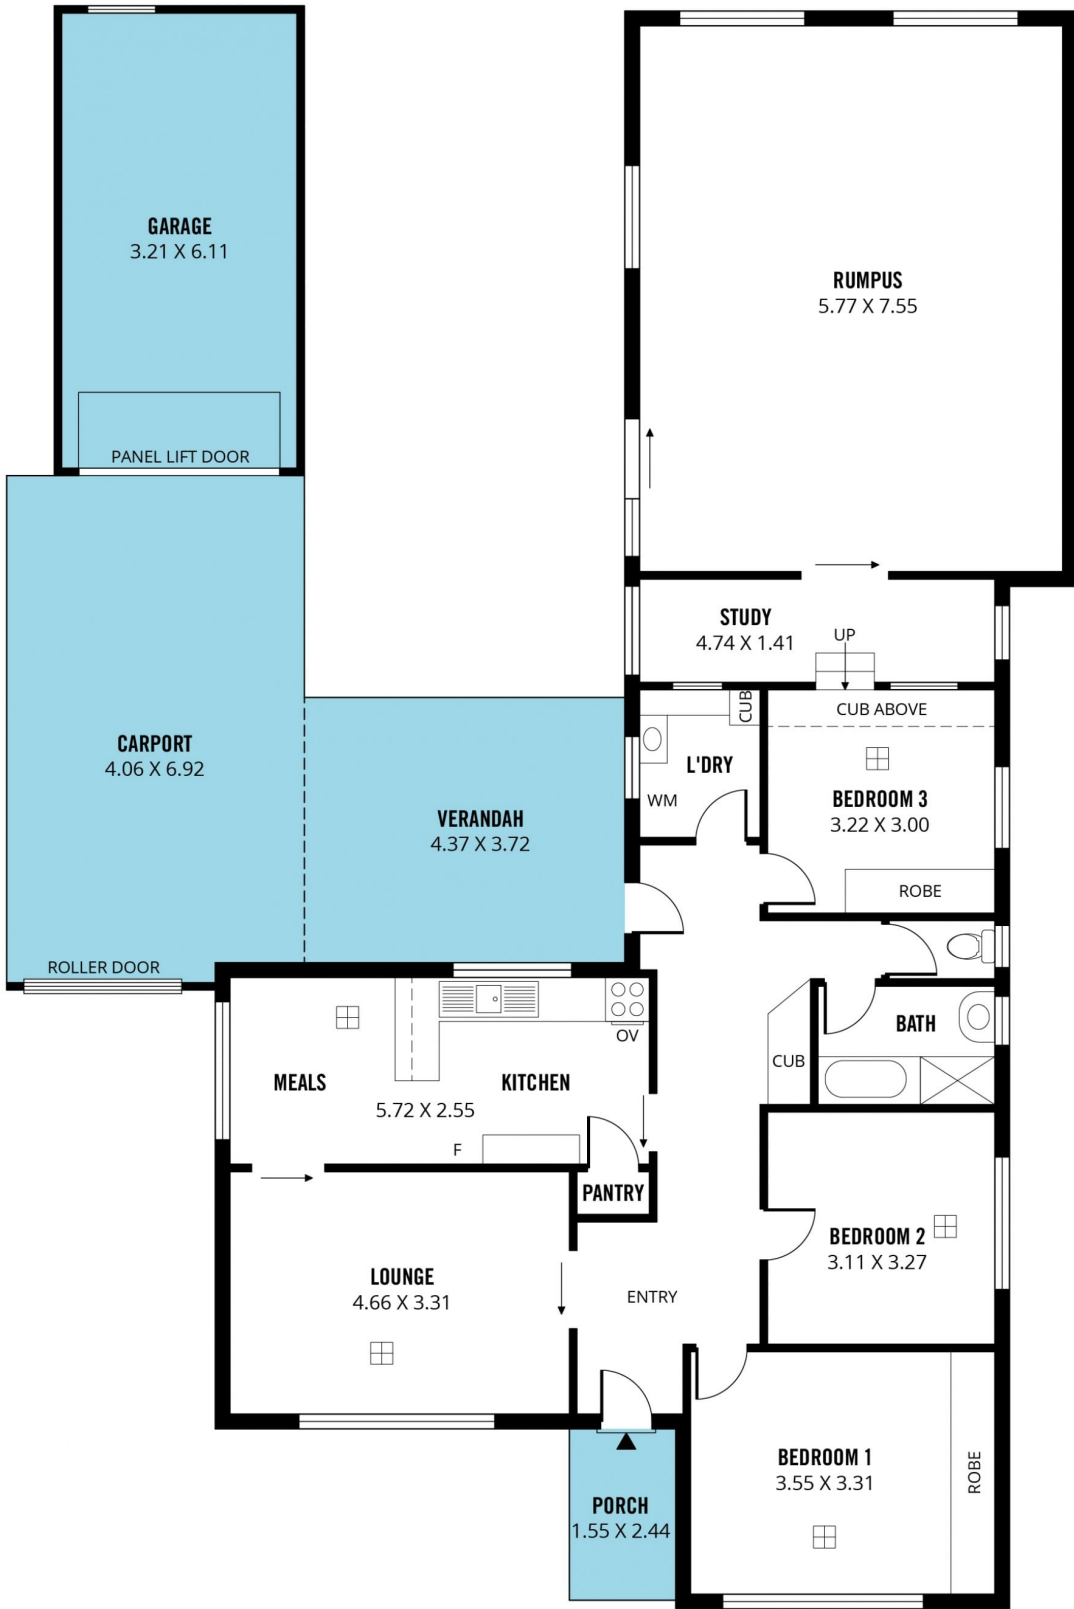 GARAGE
3.21 X 6.11
PANEL LIFT DOOR
RUMPUS
5.77 X 7.55
STUDY
4.74 X 1.41
UP
CUB
CUB ABOVE
CARPORT
4.06 X 6.92
L'DRY
WM
BEDROOM 3
3.22 X 3.00
VERANDAH
4.37 X 3.72
ROBE
ROLLER DOOR
BATH
OV
CUB
MEALS
KITCHEN
5.72 X 2.55
F
PANTRY
BEDROOM 2
3.11 X 3.27
LOUNGE
4.66 X 3.31
ENTRY
BEDROOM 1
3.55 X 3.31
ROBE
PORCH
1.55 X 2.44